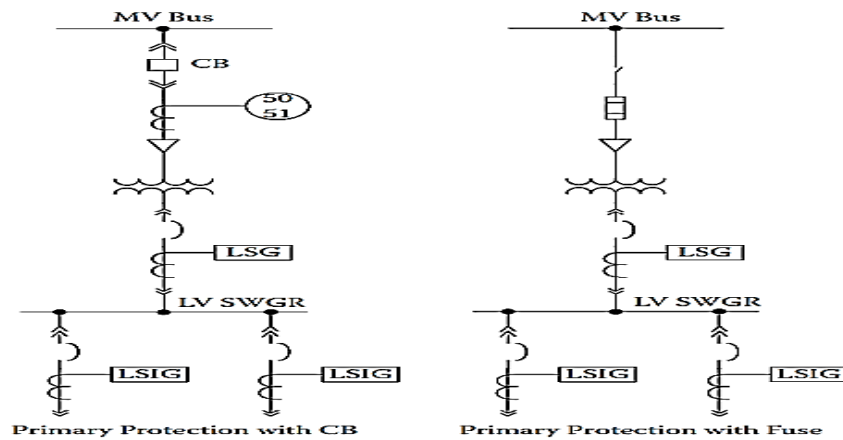 MV Bus
CB
50
51
LSG
LV SWGR
LSIG
LSIG
Primary Protection with CB
MV Bus
LSG
LV SWGR
LSIG
LSIG
Primary Protection with Fuse